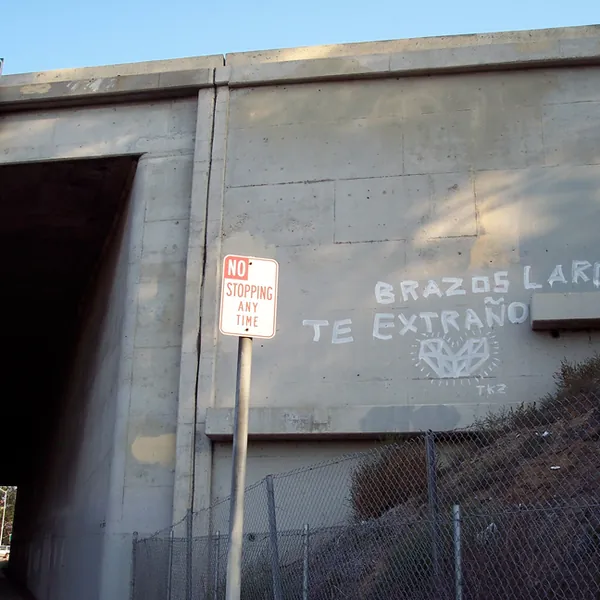 NO
STOPPING
ANY
TIME
BRAZOS
TE EXTRAÑO
TKZ